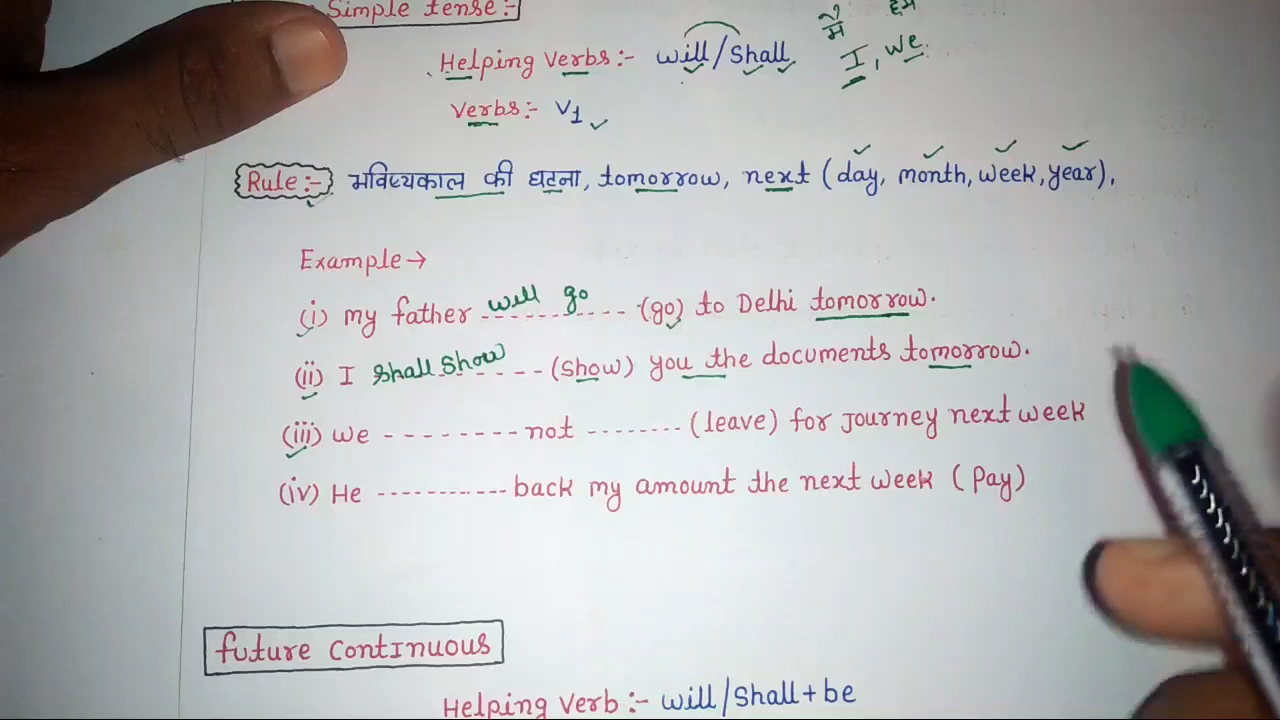 Simple tense:-
मैं हम
Helping Verbs:- will/Shall I, we
Verbs:- V1
Rule:- भविष्यकाल की घटना, tomorrow, next (day, month, week, year),
Example→
(i) my father will go (go) to Delhi tomorrow.
(ii) I Shall Show (Show) you the documents tomorrow.
(iii) we -------- not -------- (leave) for Journey next week
(iv) He ------------ back my amount the next week (Pay)
future Continuous
Helping Verb:- will/Shall+be